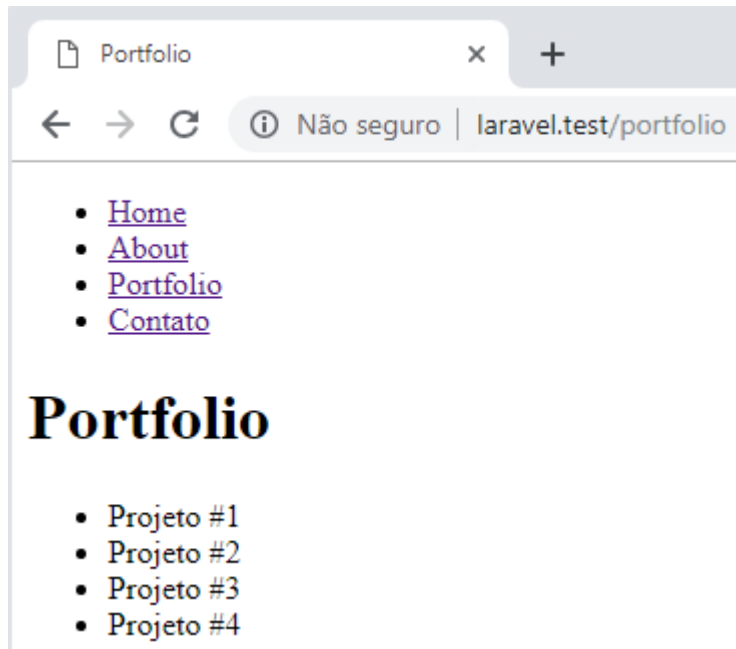 Portfolio
Não seguro | laravel.test/portfolio
Home
About
Portfolio
Contato
Portfolio
Projeto #1
Projeto #2
Projeto #3
Projeto #4